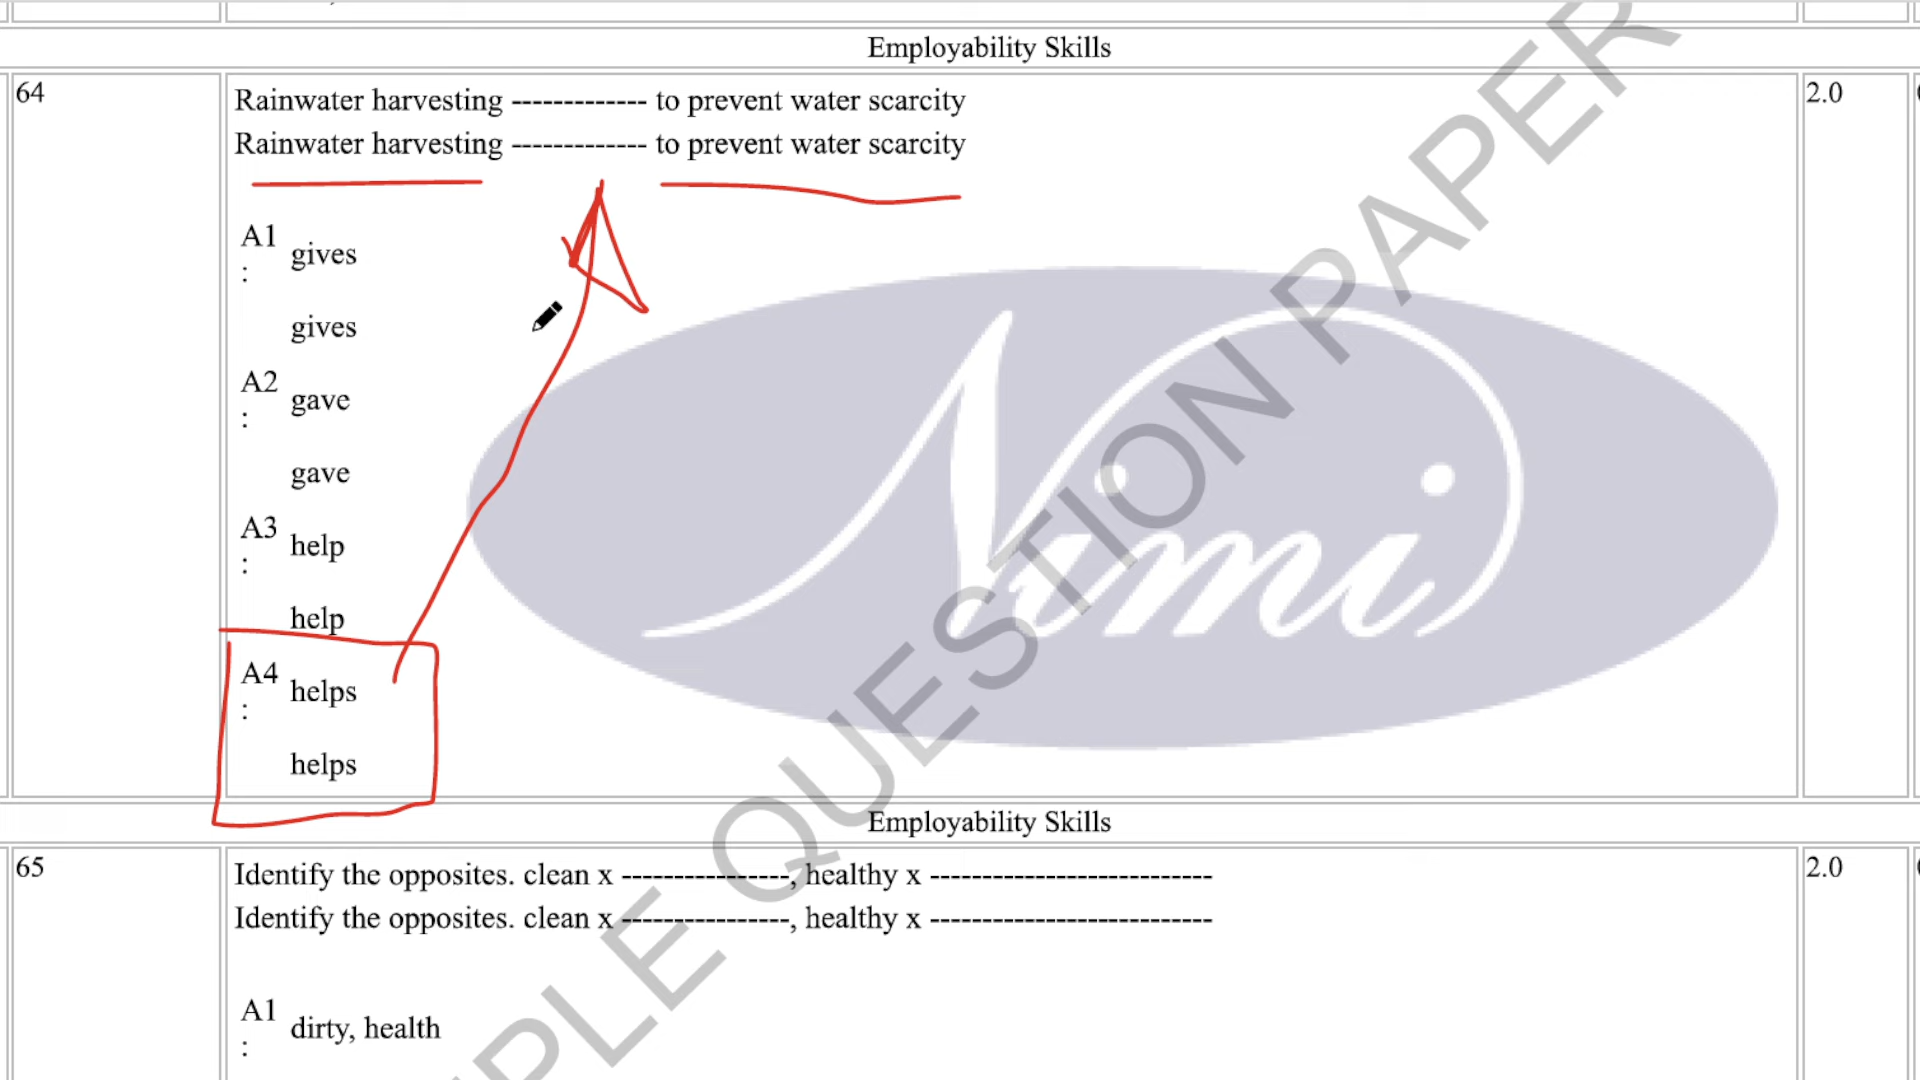 Employability Skills
64
Rainwater harvesting ------------- to prevent water scarcity
2.0
Rainwater harvesting ------------- to prevent water scarcity
A1
:
gives
gives
A2
:
gave
gave
A3
:
help
help
A4
:
helps
helps
Nimi
SAMPLE QUESTION PAPER
Employability Skills
65
Identify the opposites. clean x ----------------, healthy x ---------------------------
2.0
Identify the opposites. clean x ----------------, healthy x ---------------------------
A1
:
dirty, health